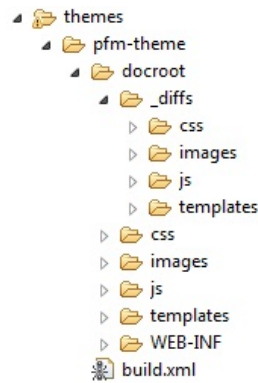 themes
pfm-theme
docroot
_diffs
css
images
js
templates
css
images
js
templates
WEB-INF
build.xml